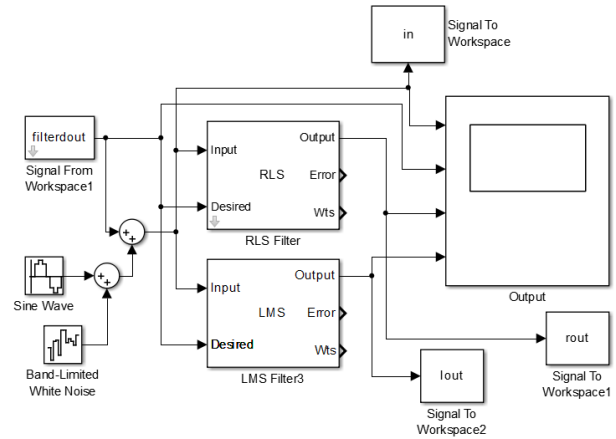 in
Signal To
Workspace
filterdout
Signal From
Workspace1
Input
Output
RLS
Error
Desired
Wts
RLS Filter
+
+
+
+
Sine Wave
Band-Limited
White Noise
Input
Output
LMS
Error
Desired
Wts
LMS Filter3
Output
rout
Signal To
Workspace1
lout
Signal To
Workspace2